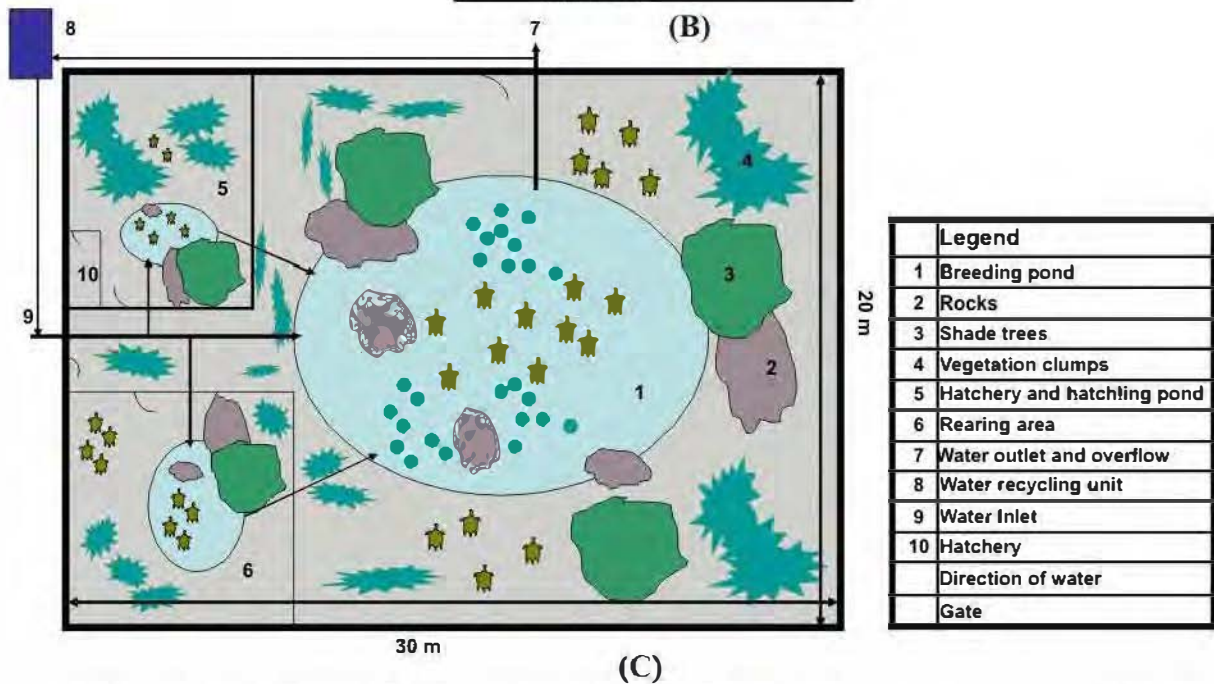 (B)
8
7
4
5
3
10
9
20 m
2
1
6
30 m
(C)
Legend
1 Breeding pond
2 Rocks
3 Shade trees
4 Vegetation clumps
5 Hatchery and hatchling pond
6 Rearing area
7 Water outlet and overflow
8 Water recycling unit
9 Water Inlet
10 Hatchery
Direction of water
Gate